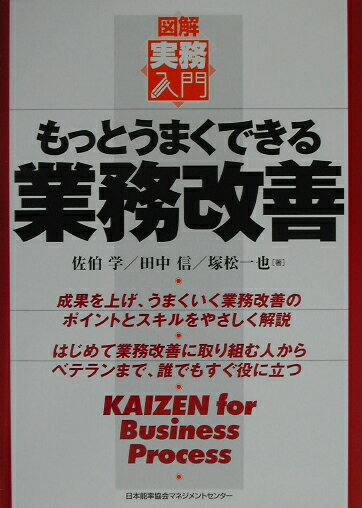 図解
実務
入門
もっとうまくできる
業務改善
佐伯 学／田中 信／塚松一也[著]
成果を上げ、うまくいく業務改善の
ポイントとスキルをやさしく解説
はじめて業務改善に取り組む人から
ベテランまで、誰でもすぐ役に立つ
KAIZEN for
Business
Process
日本能率協会マネジメントセンター